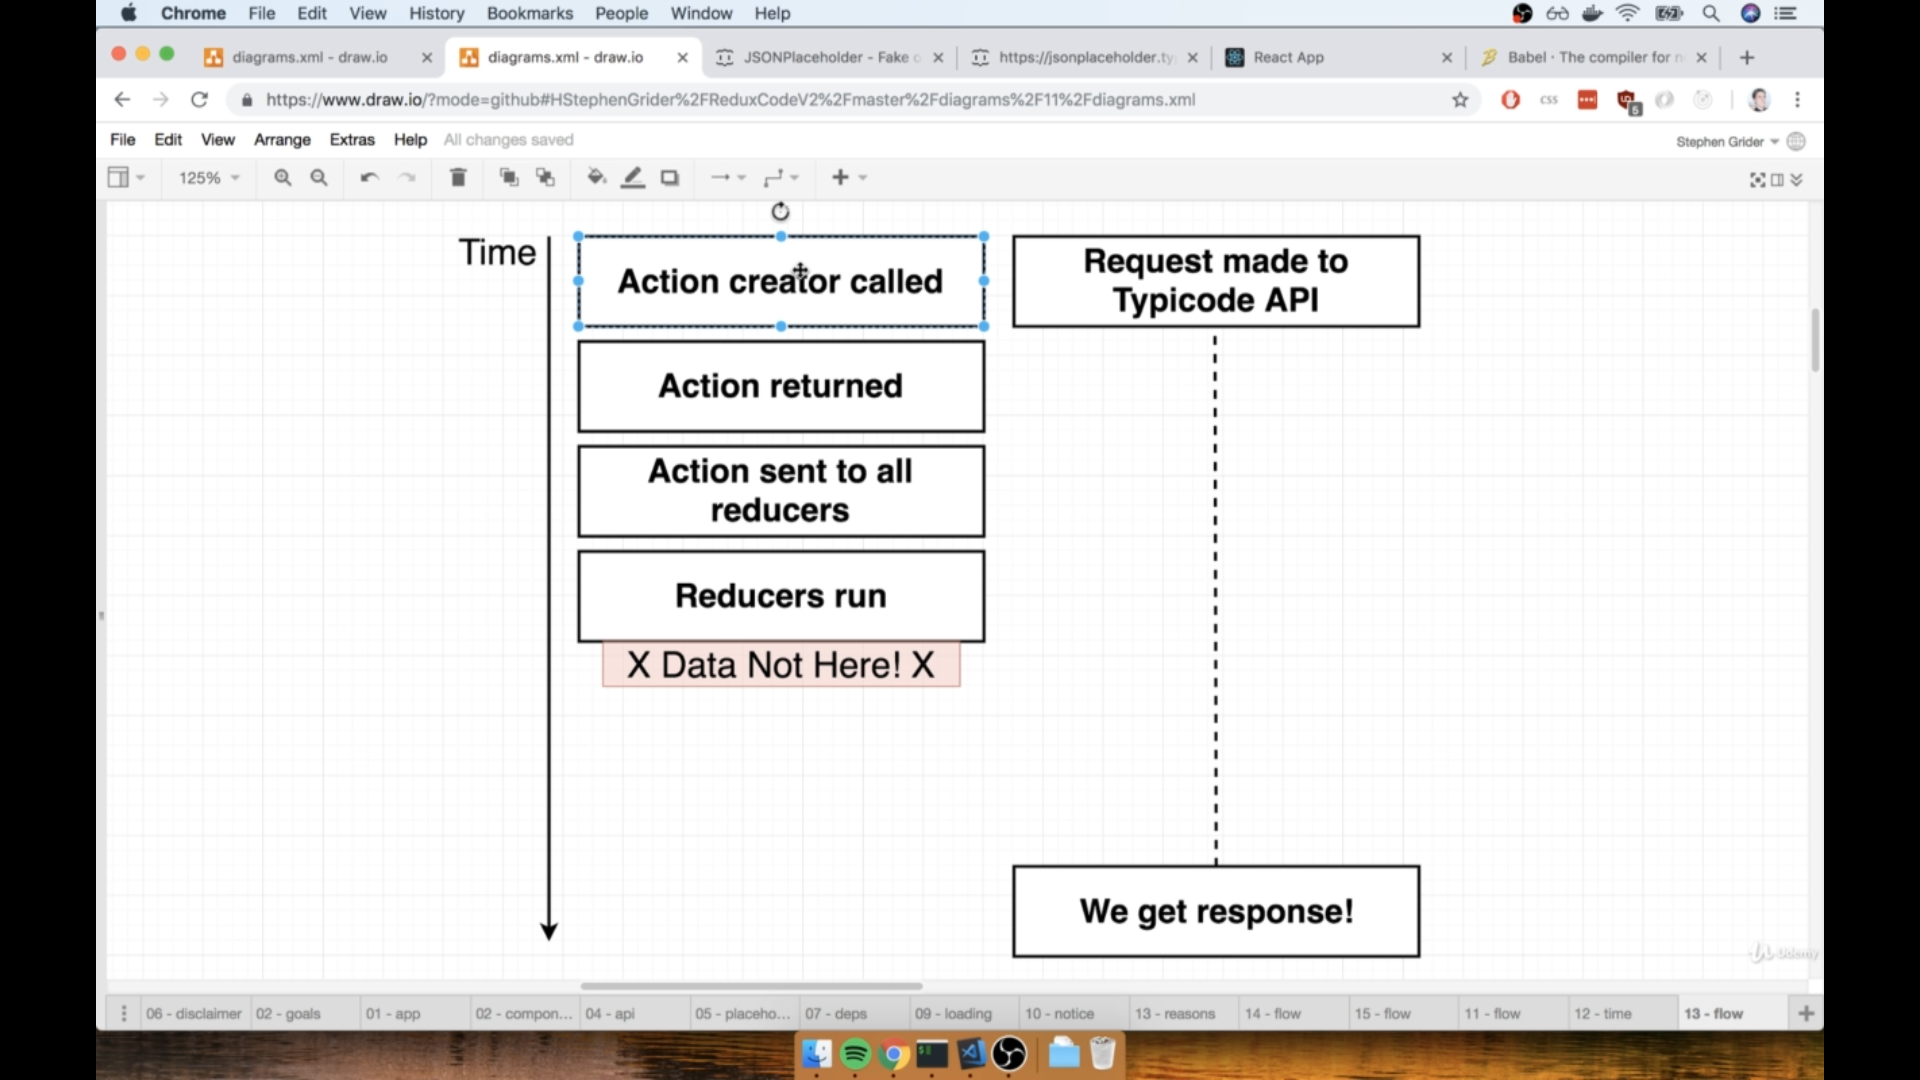 Chrome File Edit View History Bookmarks People Window Help
diagrams.xml - draw.io
diagrams.xml - draw.io
JSONPlaceholder - Fake
https://jsonplaceholder.ty
React App
Babel · The compiler for n
https://www.draw.io/?mode=github#HStephenGrider%2FReduxCodeV2%2Fmaster%2Fdiagrams%2F11%2Fdiagrams.xml
CSS
5
File Edit View Arrange Extras Help All changes saved
Stephen Grider
125%
Time
Action creator called
Request made to
Typicode API
Action returned
Action sent to all
reducers
Reducers run
X Data Not Here! X
We get response!
Udemy
06 - disclaimer
02 - goals
01 - app
02 - compon...
04 - api
05 - placeho...
07 - deps
09 - loading
10 - notice
13 - reasons
14 - flow
15 - flow
11 - flow
12 - time
13 - flow